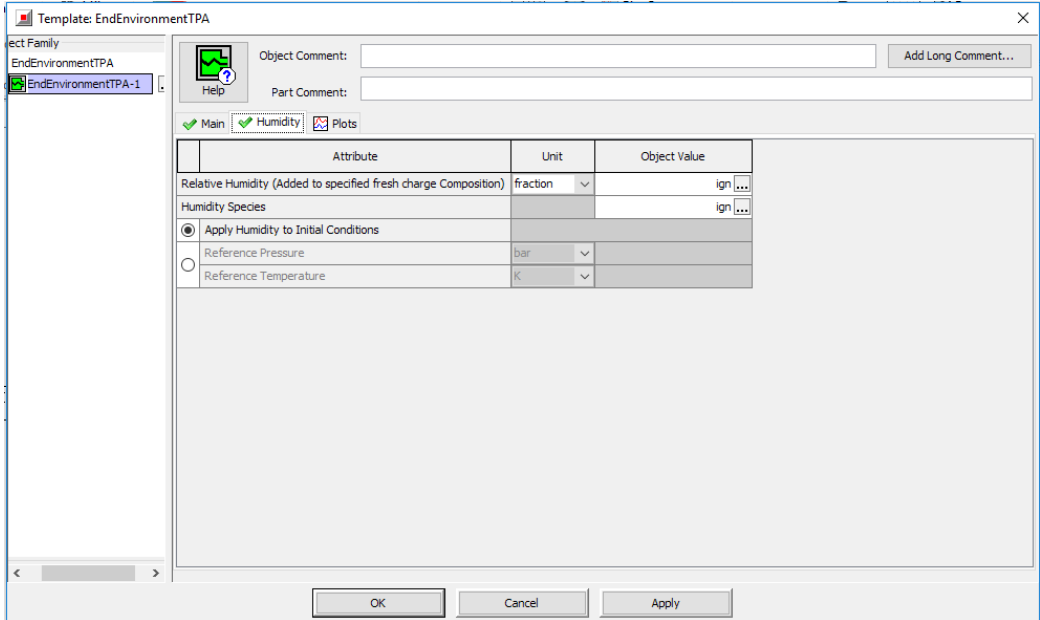 Template: EndEnvironmentTPA
ect Family
EndEnvironmentTPA
EndEnvironmentTPA-1
...
Help
Object Comment:
Add Long Comment...
Part Comment:
Main Humidity Plots
Attribute Unit Object Value
Relative Humidity (Added to specified fresh charge Composition) fraction ign ...
Humidity Species ign ...
Apply Humidity to Initial Conditions
Reference Pressure bar
Reference Temperature K
OK Cancel Apply